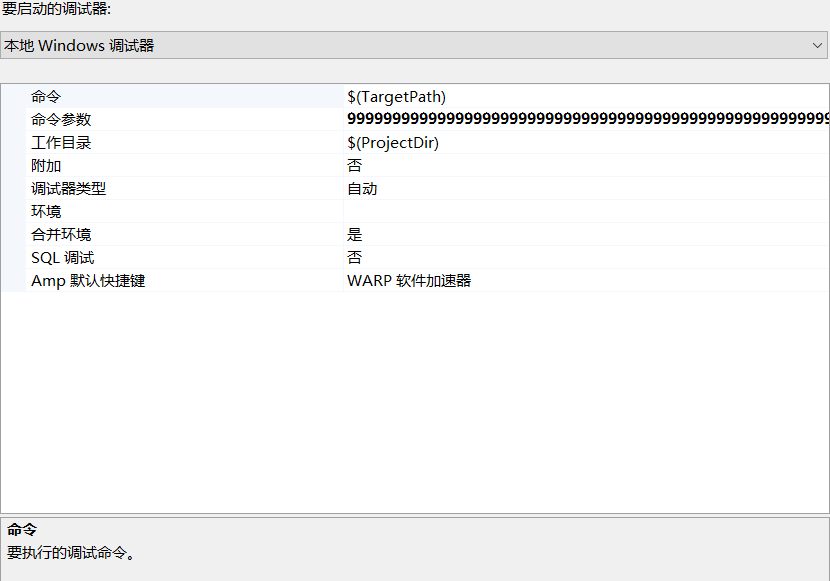 要启动的调试器:
本地 Windows 调试器
命令 $(TargetPath)
命令参数 9999999999999999999999999999999999999999999999999999999999999999
工作目录 $(ProjectDir)
附加 否
调试器类型 自动
环境
合并环境 是
SQL 调试 否
Amp 默认快捷键 WARP 软件加速器
命令
要执行的调试命令。